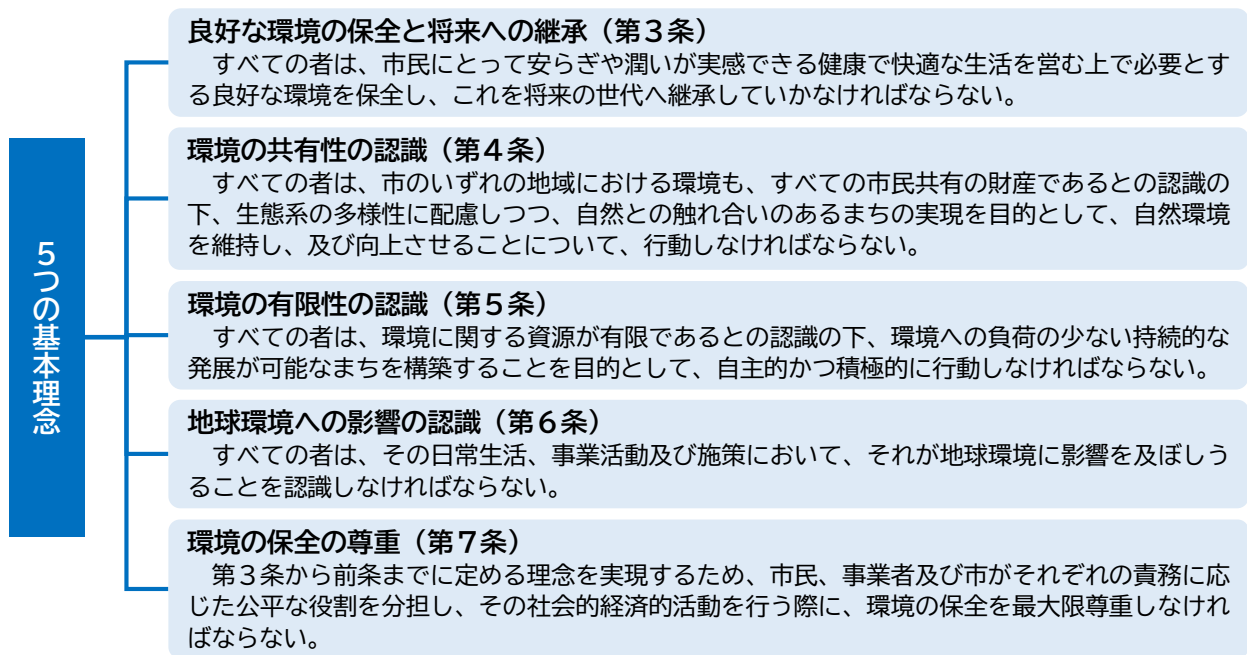 5つの基本理念
良好な環境の保全と将来への継承（第３条）
　すべての者は、市民にとって安らぎや潤いが実感できる健康で快適な生活を営む上で必要とす
る良好な環境を保全し、これを将来の世代へ継承していかなければならない。
環境の共有性の認識（第４条）
　すべての者は、市のいずれの地域における環境も、すべての市民共有の財産であるとの認識の
下、生態系の多様性に配慮しつつ、自然との触れ合いのあるまちの実現を目的として、自然環境
を維持し、及び向上させることについて、行動しなければならない。
環境の有限性の認識（第５条）
　すべての者は、環境に関する資源が有限であるとの認識の下、環境への負荷の少ない持続的な
発展が可能なまちを構築することを目的として、自主的かつ積極的に行動しなければならない。
地球環境への影響の認識（第６条）
　すべての者は、その日常生活、事業活動及び施策において、それが地球環境に影響を及ぼしう
ることを認識しなければならない。
環境の保全の尊重（第７条）
　第３条から前条までに定める理念を実現するため、市民、事業者及び市がそれぞれの責務に応
じた公平な役割を分担し、その社会的経済的活動を行う際に、環境の保全を最大限尊重しなけれ
ばならない。